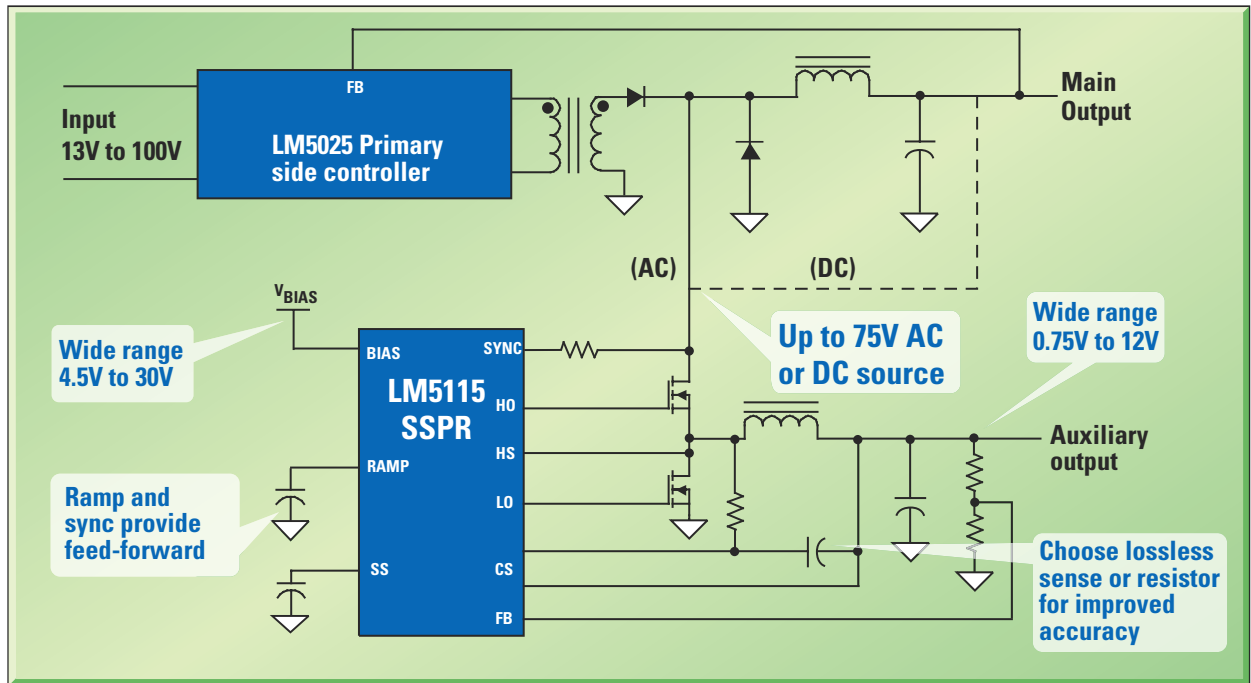 FB
Input
13V to 100V
LM5025 Primary
side controller
Main
Output
(AC)
(DC)
VBIAS
Wide range
4.5V to 30V
BIAS
SYNC
LM5115
SSPR
HO
HS
RAMP
LO
SS
CS
FB
Ramp and
sync provide
feed-forward
Up to 75V AC
or DC source
Wide range
0.75V to 12V
Auxiliary
output
Choose lossless
sense or resistor
for improved
accuracy